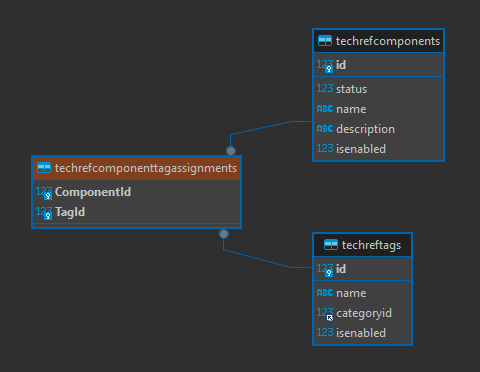 techrefcomponents
123 id
123 status
ABC name
ABC description
123 isenabled
techrefcomponenttagassignments
123 ComponentId
123 TagId
techreftags
123 id
ABC name
123 categoryid
123 isenabled